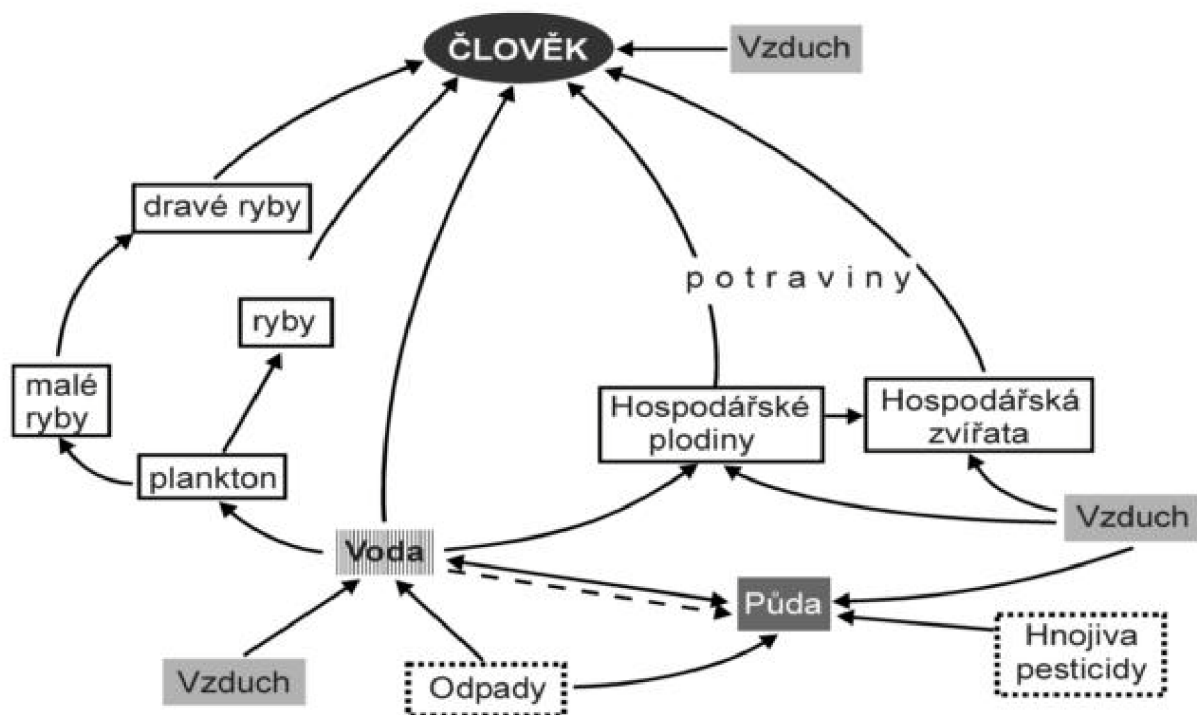 ČLOVĚK
Vzduch
dravé ryby
potraviny
ryby
malé
ryby
Hospodářské
plodiny
Hospodářská
zvířata
plankton
Vzduch
Voda
Půda
Hnojiva
pesticidy
Vzduch
Odpady